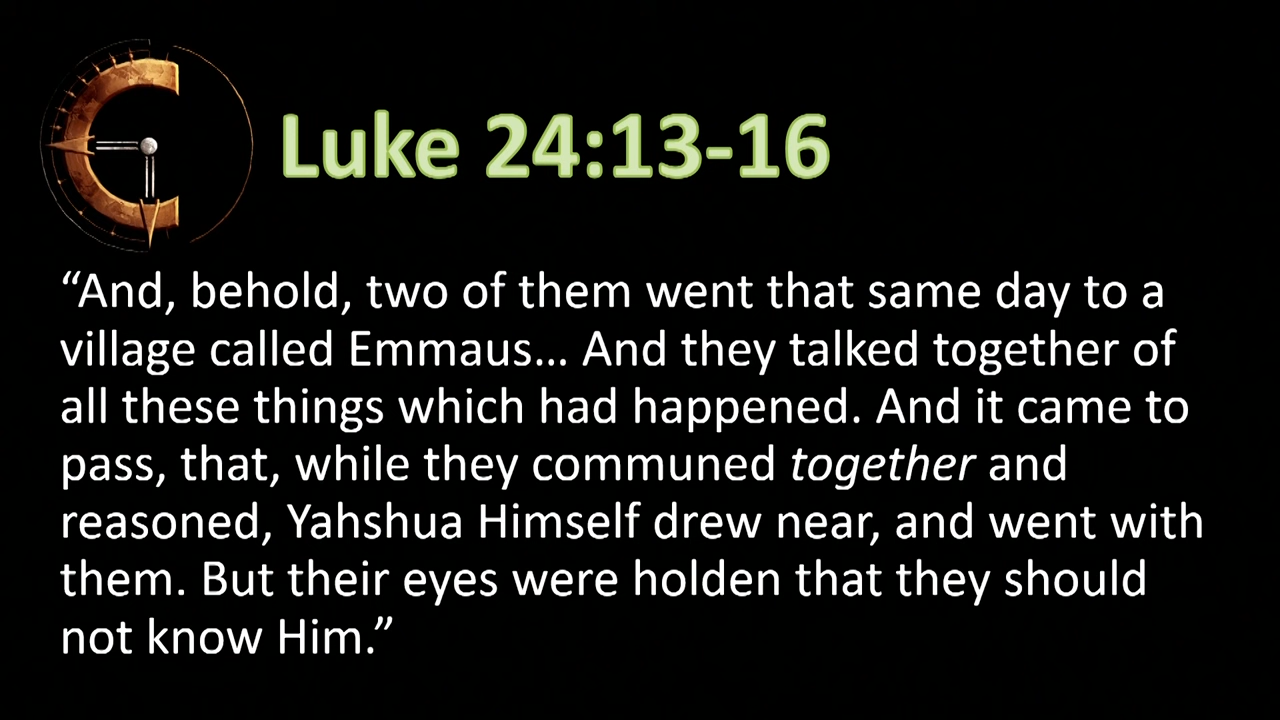 Luke 24:13-16
“And, behold, two of them went that same day to a
village called Emmaus... And they talked together of
all these things which had happened. And it came to
pass, that, while they communed together and
reasoned, Yahshua Himself drew near, and went with
them. But their eyes were holden that they should
not know Him.”